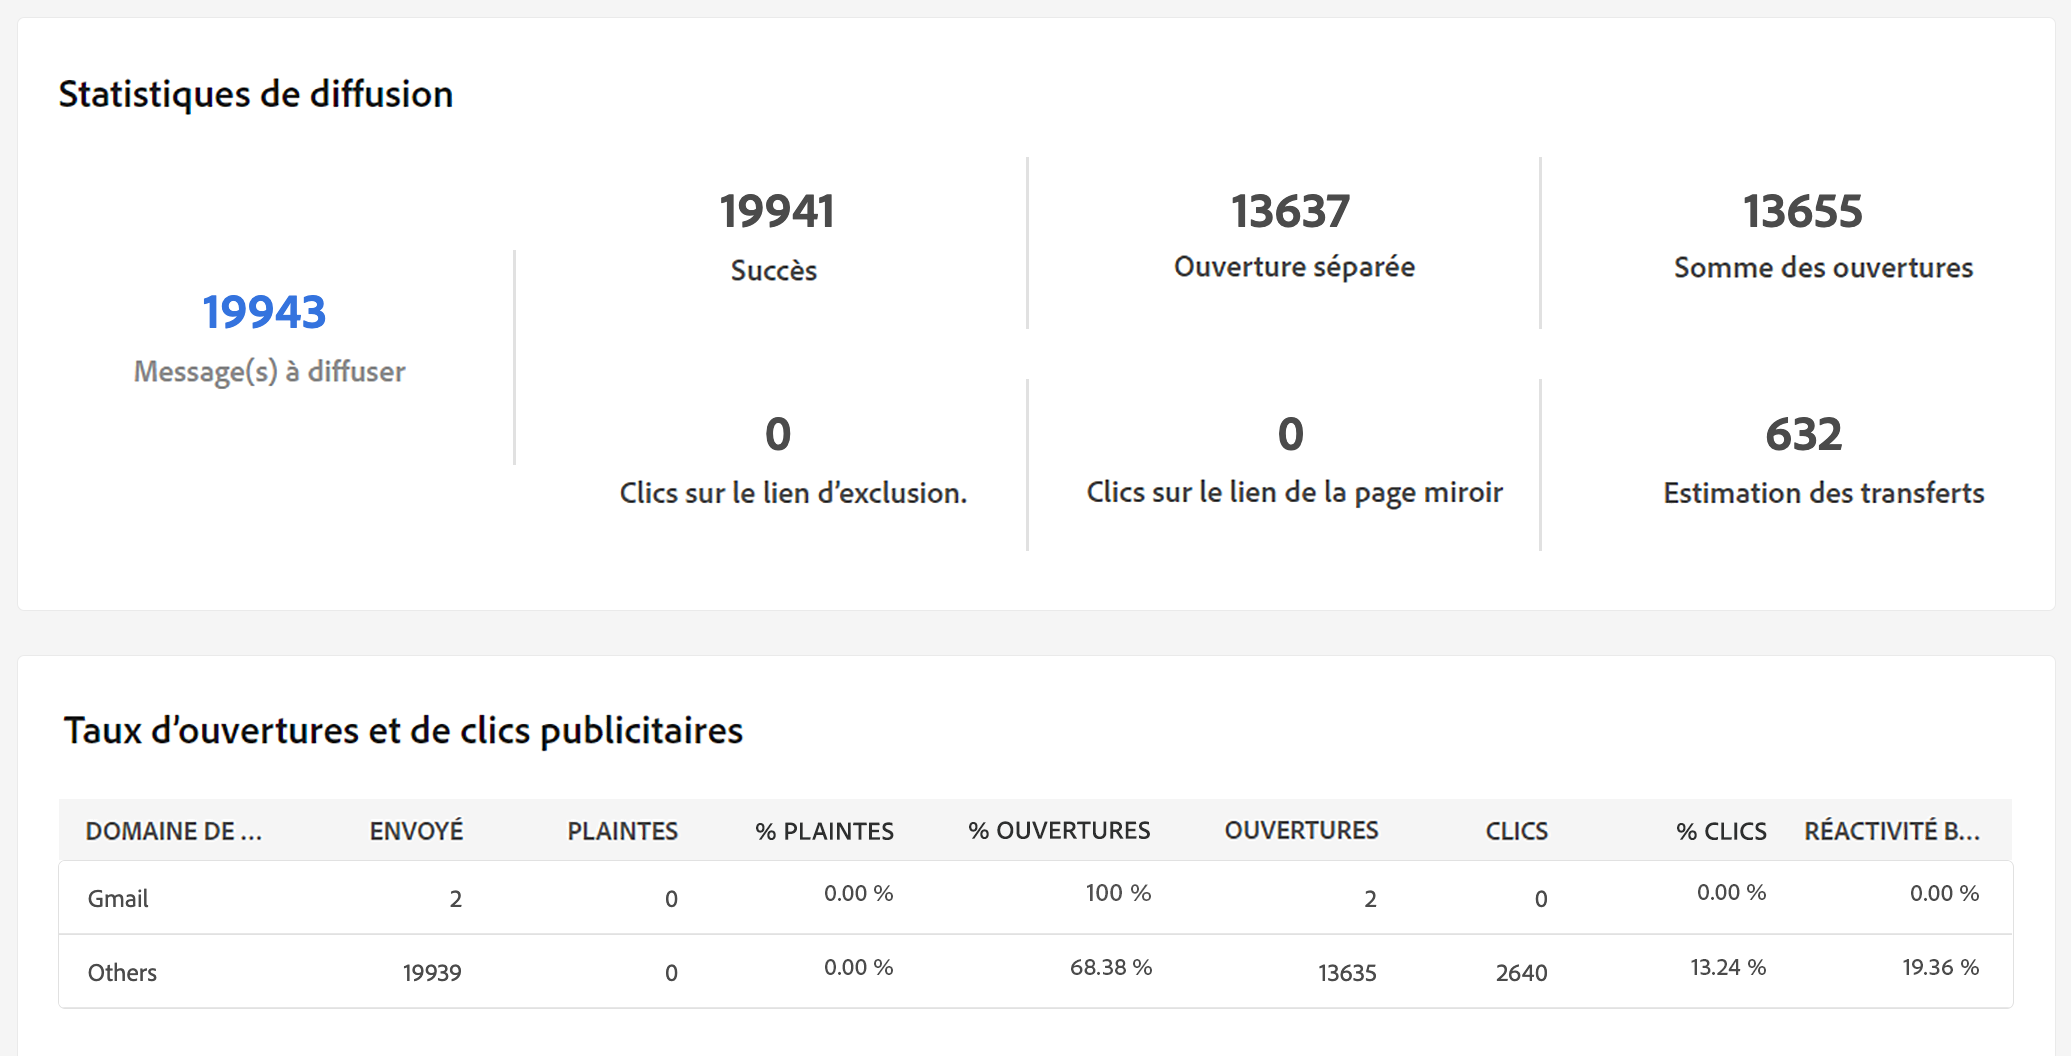 Statistiques de diffusion
19943
Message(s) à diffuser
19941
Succès
13637
Ouverture séparée
13655
Somme des ouvertures
0
Clics sur le lien d’exclusion.
0
Clics sur le lien de la page miroir
632
Estimation des transferts
Taux d’ouvertures et de clics publicitaires
DOMAINE DE ... ENVOYÉ PLAINTES % PLAINTES % OUVERTURES OUVERTURES CLICS % CLICS RÉACTIVITÉ B...
Gmail 2 0 0.00 % 100 % 2 0 0.00 % 0.00 %
Others 19939 0 0.00 % 68.38 % 13635 2640 13.24 % 19.36 %